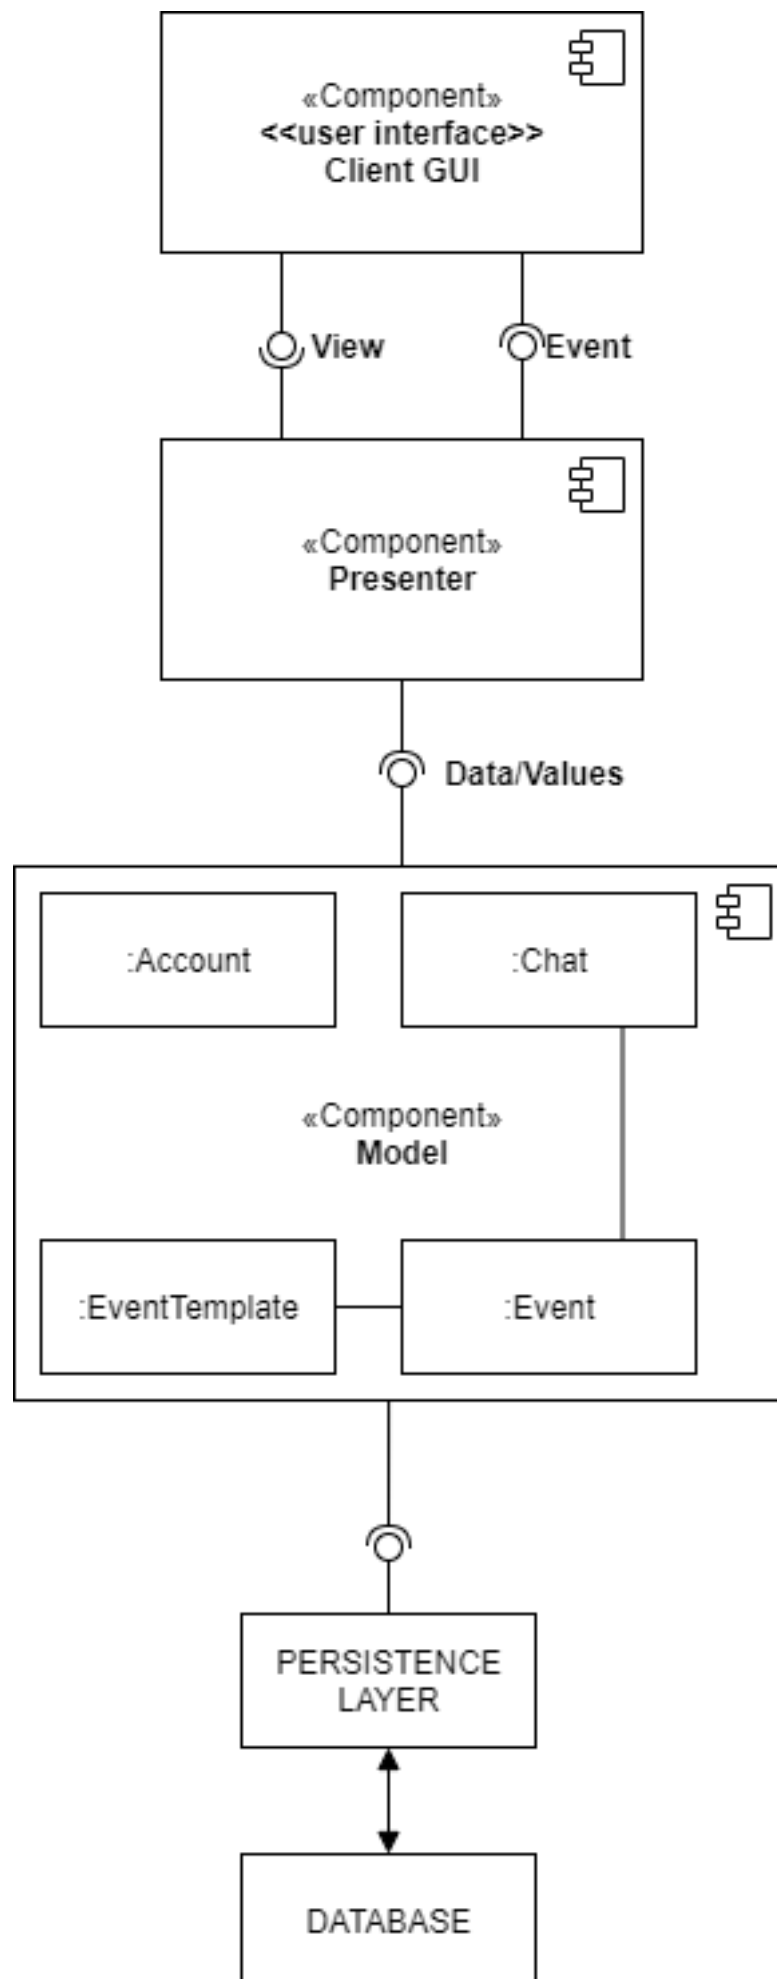 «Component»
<<user interface>>
Client GUI
View
Event
«Component»
Presenter
Data/Values
:Account
:Chat
«Component»
Model
:EventTemplate
:Event
PERSISTENCE
LAYER
DATABASE